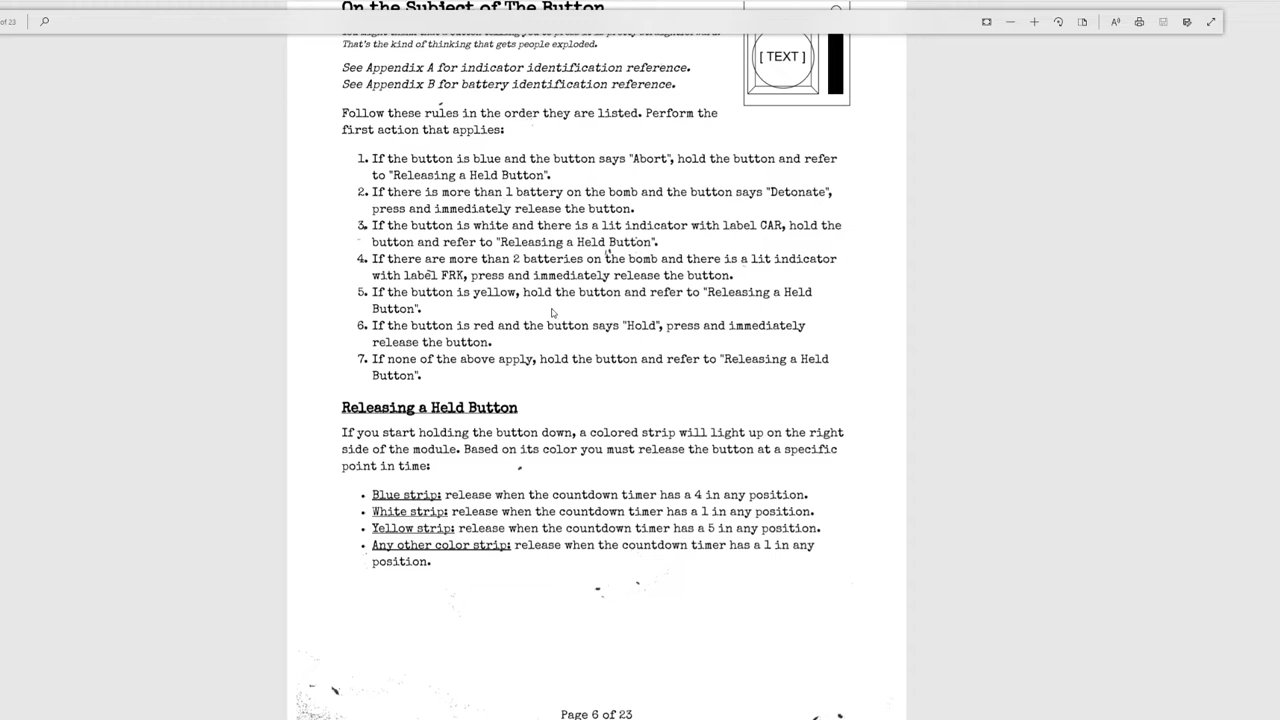 On the Subject of The Button
of 23
That's the kind of thinking that gets people exploded.
[ TEXT ]
See Appendix A for indicator identification reference.
See Appendix B for battery identification reference.
Follow these rules in the order they are listed. Perform the
first action that applies:
1. If the button is blue and the button says "Abort", hold the button and refer
to "Releasing a Held Button".
2. If there is more than 1 battery on the bomb and the button says "Detonate",
press and immediately release the button.
3. If the button is white and there is a lit indicator with label CAR, hold the
button and refer to "Releasing a Held Button".
4. If there are more than 2 batteries on the bomb and there is a lit indicator
with label FRK, press and immediately release the button.
5. If the button is yellow, hold the button and refer to "Releasing a Held
Button".
6. If the button is red and the button says "Hold", press and immediately
release the button.
7. If none of the above apply, hold the button and refer to "Releasing a Held
Button".
Releasing a Held Button
If you start holding the button down, a colored strip will light up on the right
side of the module. Based on its color you must release the button at a specific
point in time:
• Blue strip: release when the countdown timer has a 4 in any position.
• White strip: release when the countdown timer has a 1 in any position.
• Yellow strip: release when the countdown timer has a 5 in any position.
• Any other color strip: release when the countdown timer has a 1 in any
position.
Page 6 of 23